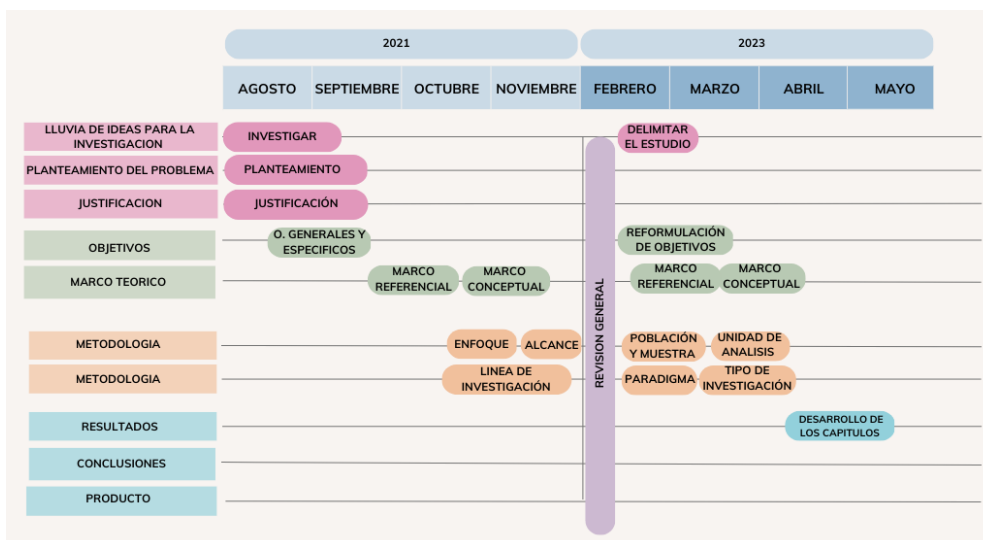 2021
2023
AGOSTO
SEPTIEMBRE
OCTUBRE
NOVIEMBRE
FEBRERO
MARZO
ABRIL
MAYO
LLUVIA DE IDEAS PARA LA
INVESTIGACION
INVESTIGAR
DELIMITAR
EL ESTUDIO
PLANTEAMIENTO DEL PROBLEMA
PLANTEAMIENTO
JUSTIFICACION
JUSTIFICACIÓN
OBJETIVOS
O. GENERALES Y
ESPECIFICOS
REFORMULACIÓN
DE OBJETIVOS
MARCO TEORICO
MARCO
REFERENCIAL
MARCO
CONCEPTUAL
MARCO
REFERENCIAL
MARCO
CONCEPTUAL
REVISION GENERAL
METODOLOGIA
ENFOQUE
ALCANCE
POBLACIÓN
Y MUESTRA
UNIDAD DE
ANALISIS
METODOLOGIA
LINEA DE
INVESTIGACIÓN
PARADIGMA
TIPO DE
INVESTIGACIÓN
RESULTADOS
DESARROLLO DE
LOS CAPITULOS
CONCLUSIONES
PRODUCTO